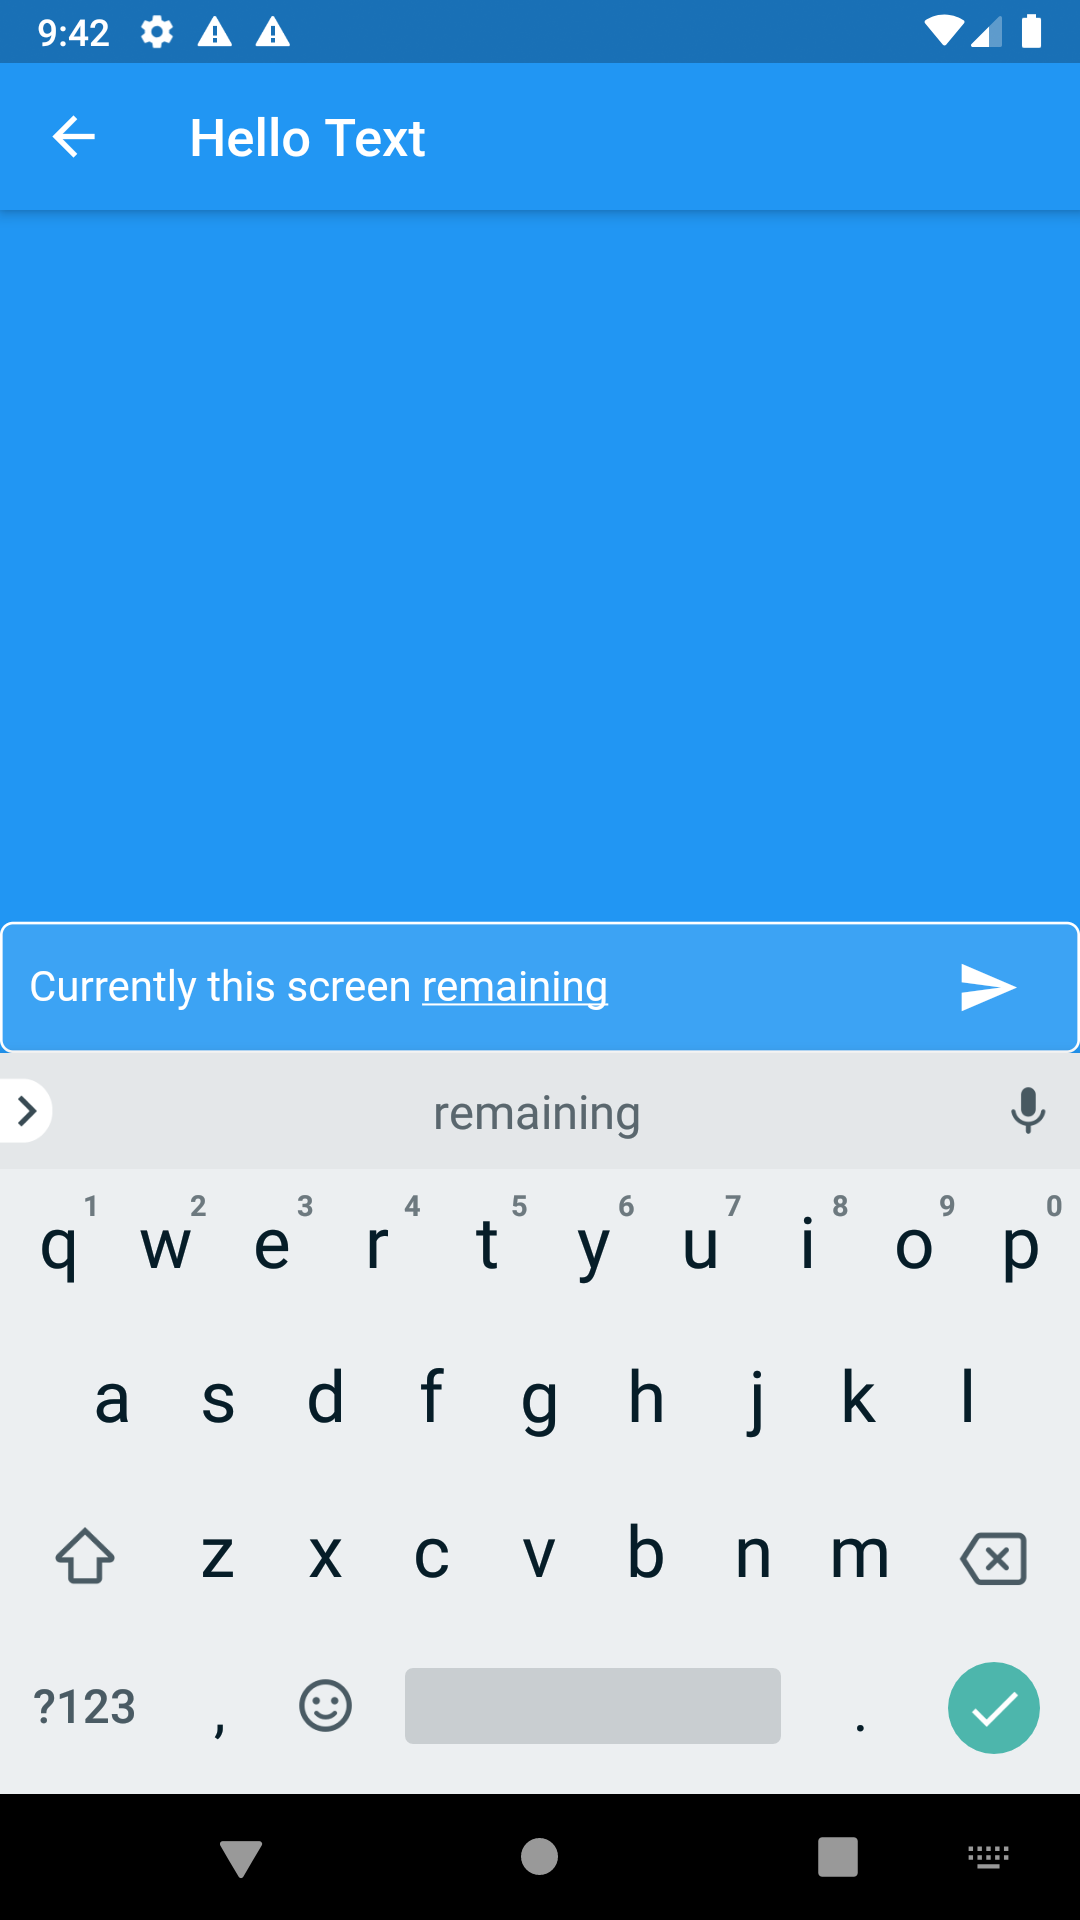 9:42
Hello Text
Currently this screen remaining
remaining
1 2 3 4 5 6 7 8 9 0
q w e r t y u i o p
a s d f g h j k l
z x c v b n m
?123 , .